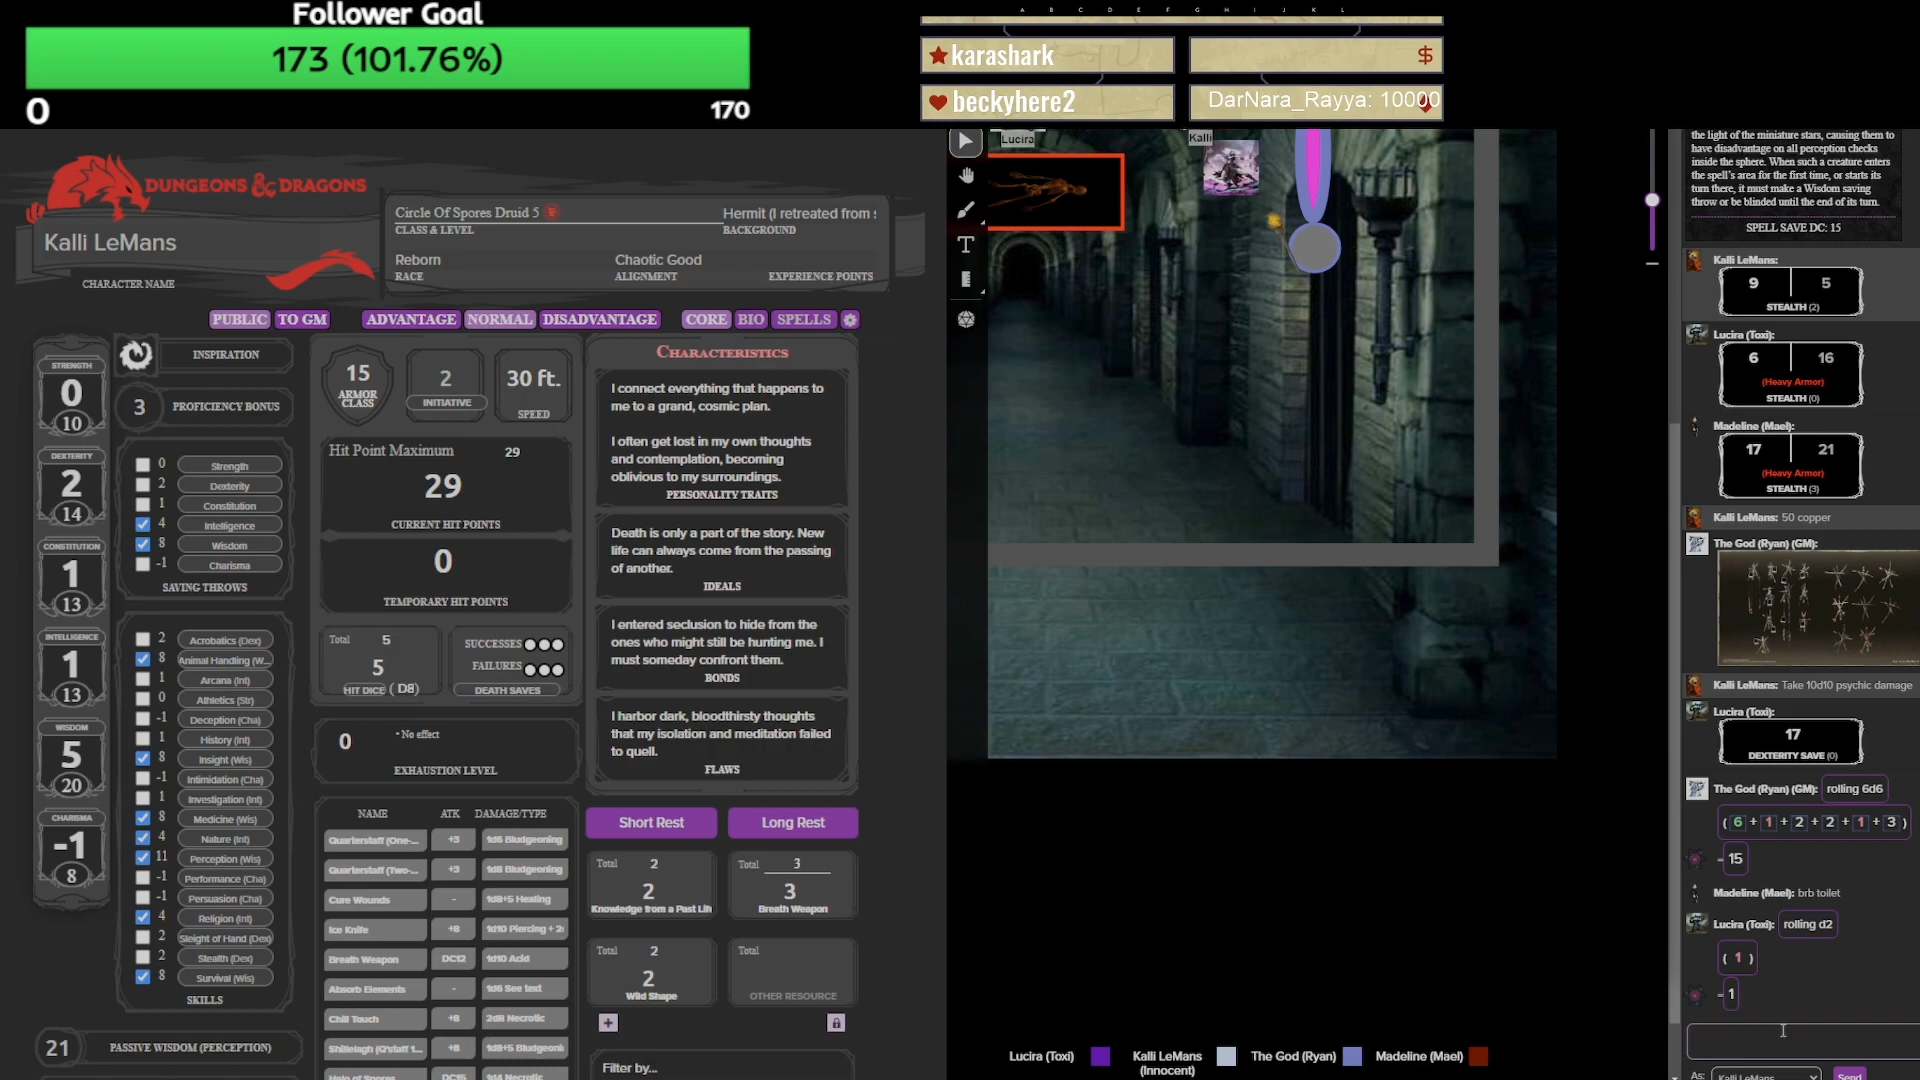 Follower Goal
173 (101.76%)
0
170
A B C D E F G H I J K L
karashark
$
beckyhere2
DarNara_Rayya: 10000
DUNGEONS & DRAGONS
Kalli LeMans
CHARACTER NAME
Circle Of Spores Druid 5
CLASS & LEVEL
Hermit (I retreated from
BACKGROUND
Reborn
RACE
Chaotic Good
ALIGNMENT
EXPERIENCE POINTS
PUBLIC TO GM ADVANTAGE NORMAL DISADVANTAGE CORE BIO SPELLS
STRENGTH
0
10
DEXTERITY
2
14
CONSTITUTION
1
13
INTELLIGENCE
1
13
WISDOM
5
20
CHARISMA
-1
8
INSPIRATION
3 PROFICIENCY BONUS
0 Strength
2 Dexterity
1 Constitution
4 Intelligence
8 Wisdom
-1 Charisma
SAVING THROWS
2 Acrobatics (Dex)
8 Animal Handling (W...
1 Arcana (Int)
0 Athletics (Str)
-1 Deception (Cha)
1 History (Int)
8 Insight (Wis)
-1 Intimidation (Cha)
1 Investigation (Int)
8 Medicine (Wis)
4 Nature (Int)
11 Perception (Wis)
-1 Performance (Cha)
-1 Persuasion (Cha)
4 Religion (Int)
2 Sleight of Hand (Dex)
2 Stealth (Dex)
8 Survival (Wis)
SKILLS
21 PASSIVE WISDOM (PERCEPTION)
15
ARMOR
CLASS
2
INITIATIVE
30 ft.
SPEED
Hit Point Maximum 29
29
CURRENT HIT POINTS
0
TEMPORARY HIT POINTS
Total 5
5
HIT DICE ( D8)
SUCCESSES
FAILURES
DEATH SAVES
0 • No effect
EXHAUSTION LEVEL
NAME ATK DAMAGE/TYPE
Quarterstaff (One-... +3 1d6 Bludgeoning
Quarterstaff (Two-... +3 1d8 Bludgeoning
Cure Wounds - 1d8+5 Healing
Ice Knife +8 1d10 Piercing + 2
Breath Weapon DC12 1d10 Acid
Absorb Elements - 1d6 See text
Chill Touch +8 2d8 Necrotic
Shillelagh (Q'staff 1... +8 1d8+5 Bludgeoni
Halo of Spores DC15 1d4 Necrotic
CHARACTERISTICS
I connect everything that happens to
me to a grand, cosmic plan.
I often get lost in my own thoughts
and contemplation, becoming
oblivious to my surroundings.
PERSONALITY TRAITS
Death is only a part of the story. New
life can always come from the passing
of another.
IDEALS
I entered seclusion to hide from the
ones who might still be hunting me. I
must someday confront them.
BONDS
I harbor dark, bloodthirsty thoughts
that my isolation and meditation failed
to quell.
FLAWS
Short Rest
Long Rest
Total 2
2
Knowledge from a Past Life
Total 3
3
Breath Weapon
Total 2
2
Wild Shape
Total
OTHER RESOURCE
+
Filter by...
Lucira
Kalli
T
Lucira (Toxi)
Kalli LeMans
(Innocent)
The God (Ryan)
Madeline (Mael)
the light of the miniature stars, causing them to
have disadvantage on all perception checks
inside the sphere. When such a creature enters
the spell's area for the first time, or starts its
turn there, it must make a Wisdom saving
throw or be blinded until the end of its turn.
SPELL SAVE DC: 15
Kalli LeMans:
9 5
STEALTH (2)
Lucira (Toxi):
6 16
(Heavy Armor)
STEALTH (0)
Madeline (Mael):
17 21
(Heavy Armor)
STEALTH (3)
Kalli LeMans: 50 copper
The God (Ryan) (GM):
Kalli LeMans: Take 10d10 psychic damage
Lucira (Toxi):
17
DEXTERITY SAVE (0)
The God (Ryan) (GM): rolling 6d6
( 6 + 1 + 2 + 2 + 1 + 3 )
= 15
Madeline (Mael): brb toilet
Lucira (Toxi): rolling d2
( 1 )
= 1
As: Kalli LeMans Send